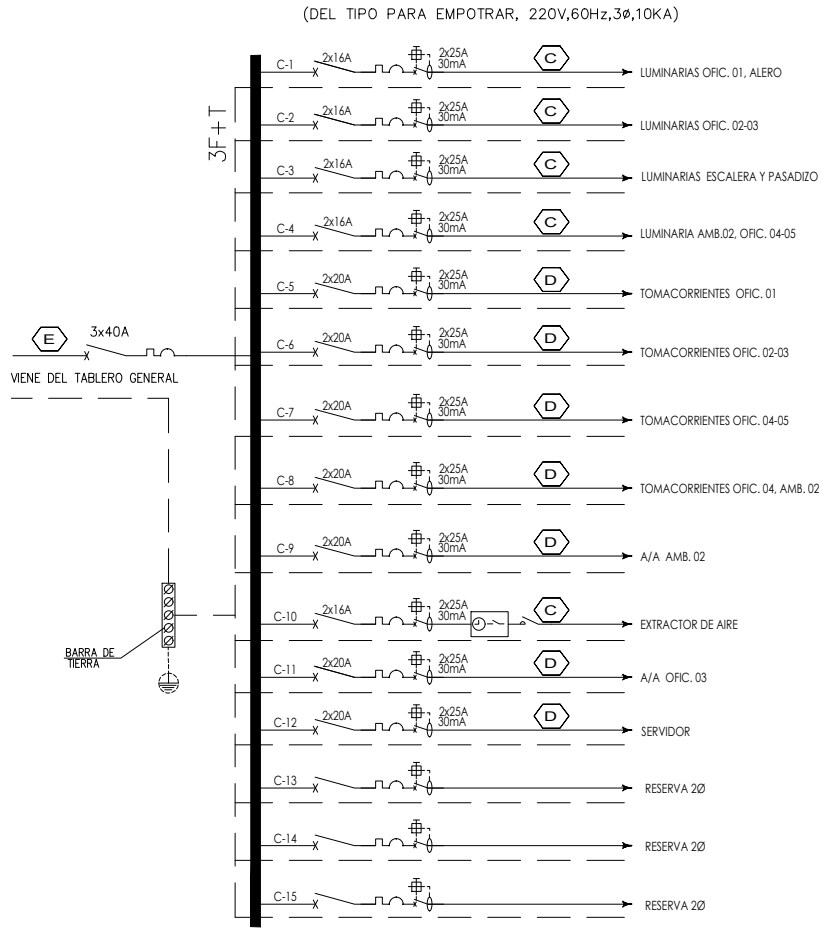 (DEL TIPO PARA EMPOTRAR, 220V,60Hz,3ø,10KA)
3F+T
C-1 2x16A 2x25A 30mA C LUMINARIAS OFIC. 01, ALERO
C-2 2x16A 2x25A 30mA C LUMINARIAS OFIC. 02-03
C-3 2x16A 2x25A 30mA C LUMINARIAS ESCALERA Y PASADIZO
C-4 2x16A 2x25A 30mA C LUMINARIA AMB.02, OFIC. 04-05
C-5 2x20A 2x25A 30mA D TOMACORRIENTES OFIC. 01
E 3x40A
VIENE DEL TABLERO GENERAL
C-6 2x20A 2x25A 30mA D TOMACORRIENTES OFIC. 02-03
C-7 2x20A 2x25A 30mA D TOMACORRIENTES OFIC. 04-05
C-8 2x20A 2x25A 30mA D TOMACORRIENTES OFIC. 04, AMB. 02
C-9 2x20A 2x25A 30mA D A/A AMB. 02
C-10 2x16A 2x25A 30mA C EXTRACTOR DE AIRE
BARRA DE
TIERRA
C-11 2x20A 2x25A 30mA D A/A OFIC. 03
C-12 2x20A 2x25A 30mA D SERVIDOR
C-13 RESERVA 2Ø
C-14 RESERVA 2Ø
C-15 RESERVA 2Ø